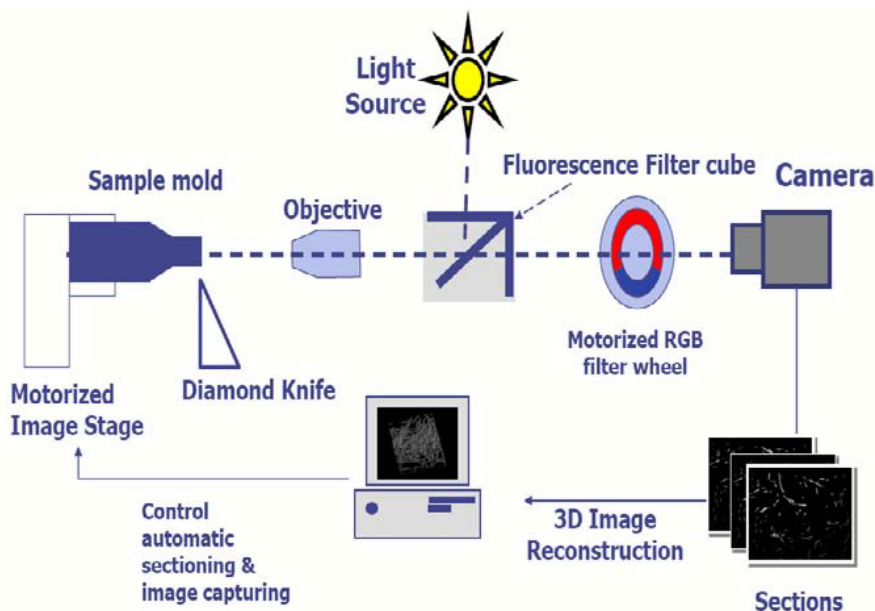 Light
Source
Fluorescence Filter cube
Camera
Sample mold
Objective
Motorized RGB
filter wheel
Diamond Knife
Motorized
Image Stage
Control
automatic
sectioning &
image capturing
3D Image
Reconstruction
Sections